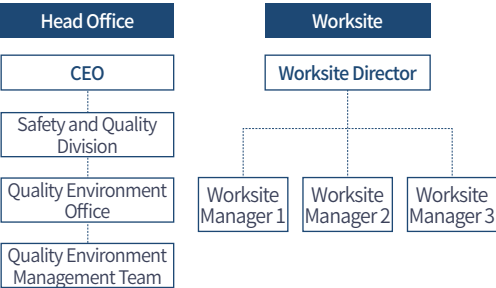 Head Office
CEO
Safety and Quality
Division
Quality Environment
Office
Quality Environment
Management Team
Worksite
Worksite Director
Worksite
Manager 1
Worksite
Manager 2
Worksite
Manager 3